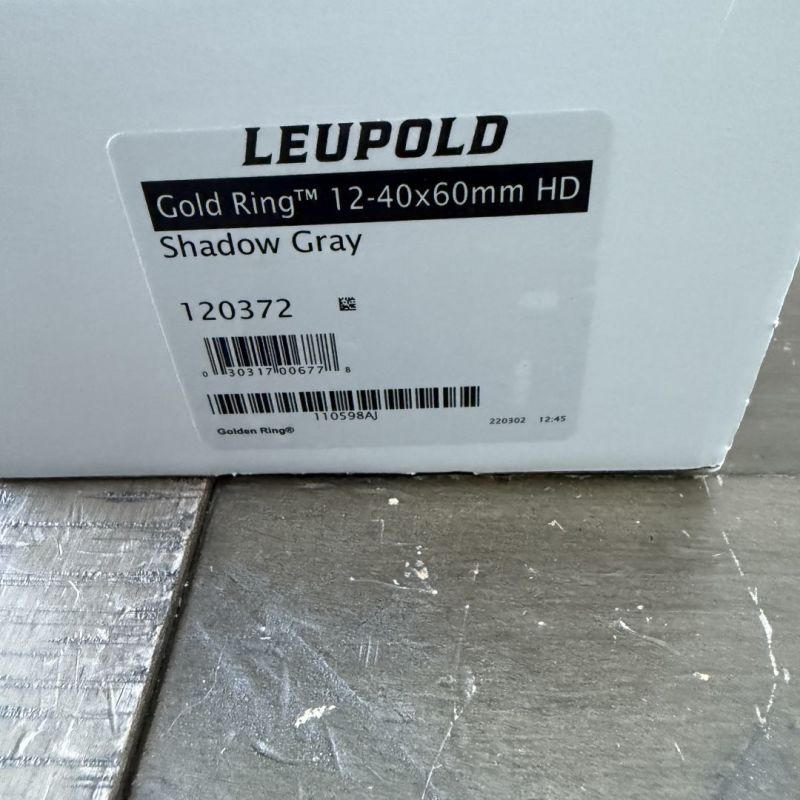 LEUPOLD
Gold Ring™ 12-40x60mm HD
Shadow Gray
120372
0 30317 00677 8
110598AJ
Golden Ring® 220302 12:45